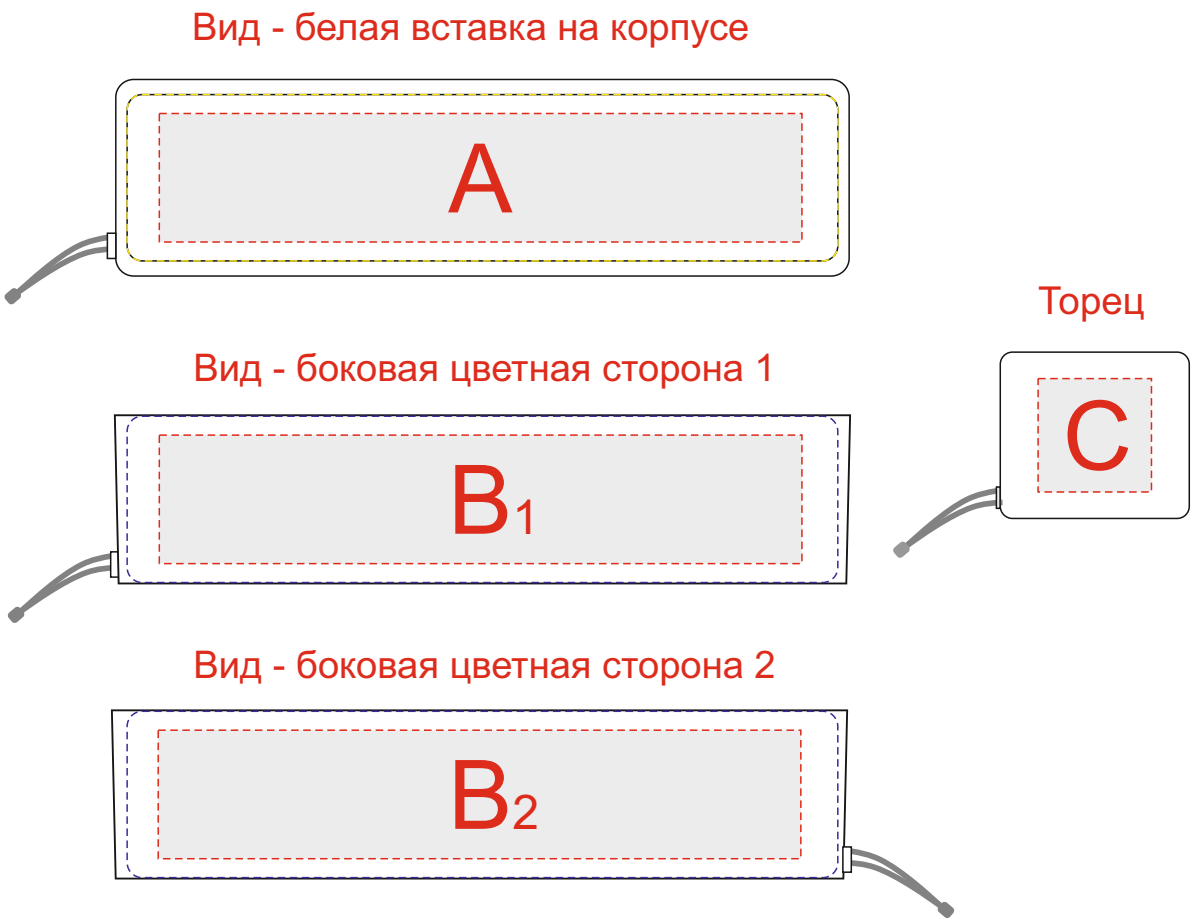 Вид - белая вставка на корпусе
A
Торец
Вид - боковая цветная сторона 1
C
B1
Вид - боковая цветная сторона 2
B2